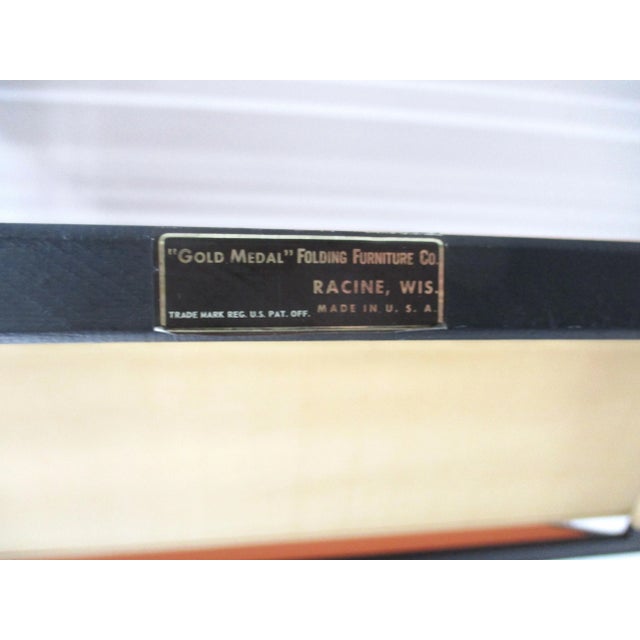 "GOLD MEDAL" FOLDING FURNITURE CO.
RACINE, WIS.
TRADE MARK REG. U.S. PAT. OFF. MADE IN U. S. A.